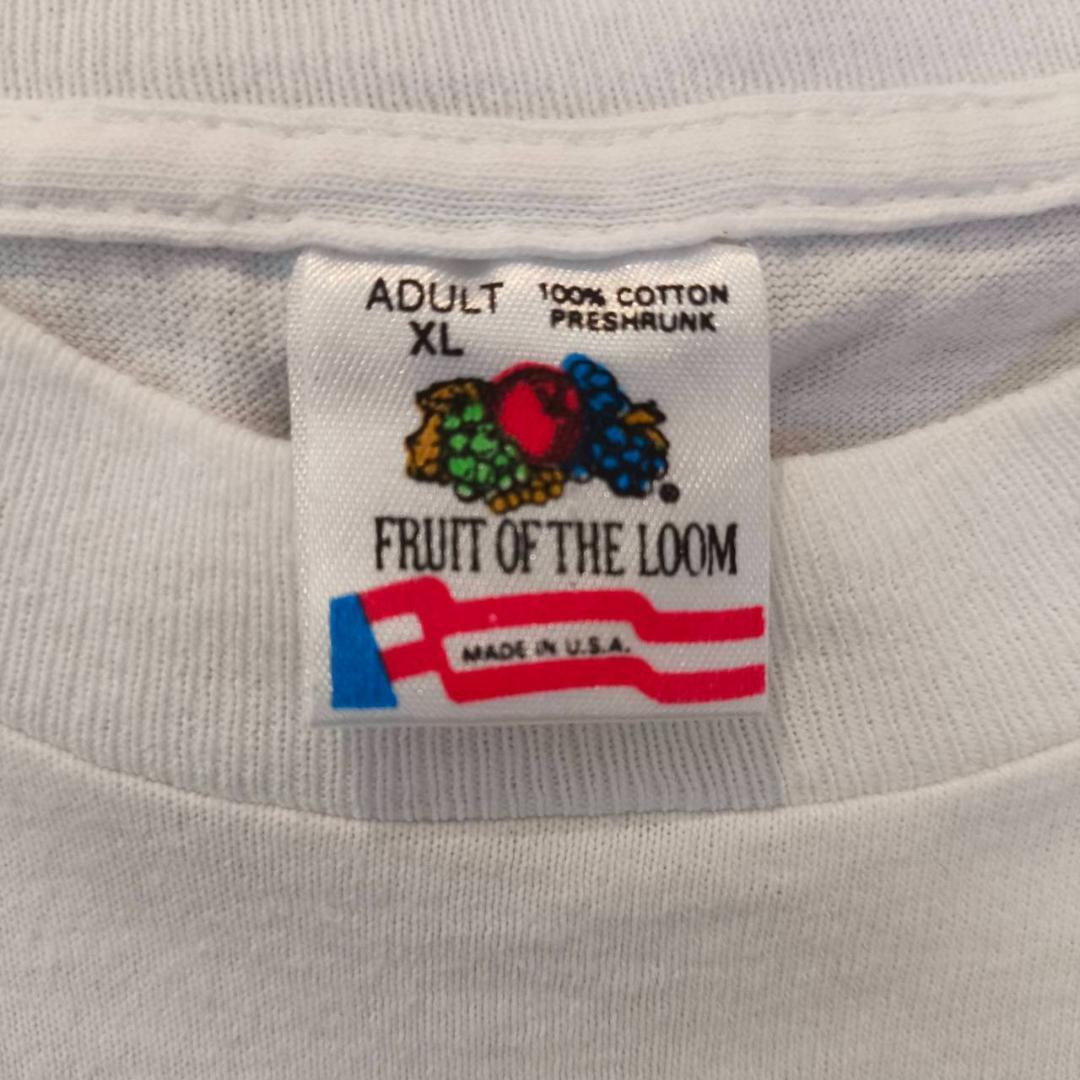 ADULT
XL
100% COTTON
PRESHRUNK
FRUIT OF THE LOOM
MADE IN U.S.A.